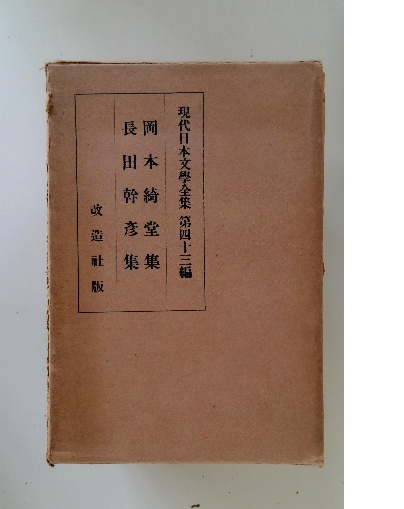 現代日本文學全集 第四十三編
岡本綺堂集
長田幹彦集
改造社版